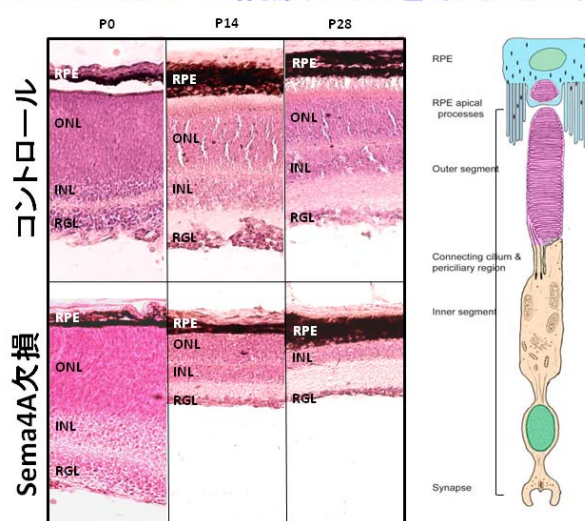 P0 P14 P28
コントロール
RPE
ONL
INL
RGL
RPE
ONL
INL
RGL
RPE
ONL
INL
RGL
Sema4A欠損
RPE
ONL
INL
RGL
RPE
ONL
INL
RGL
RPE
INL
RGL
RPE
RPE apical
processes
Outer segment
Connecting cilium &
periciliary region
Inner segment
Synapse